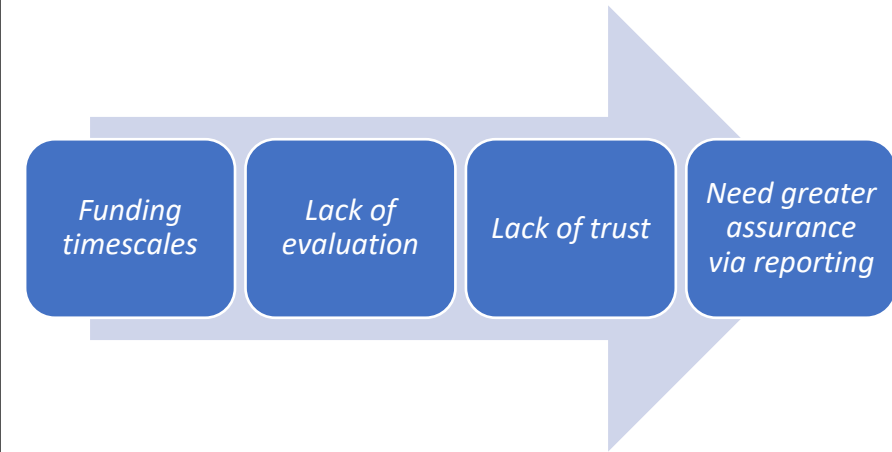 Funding
timescales
Lack of
evaluation
Lack of trust
Need greater
assurance
via reporting